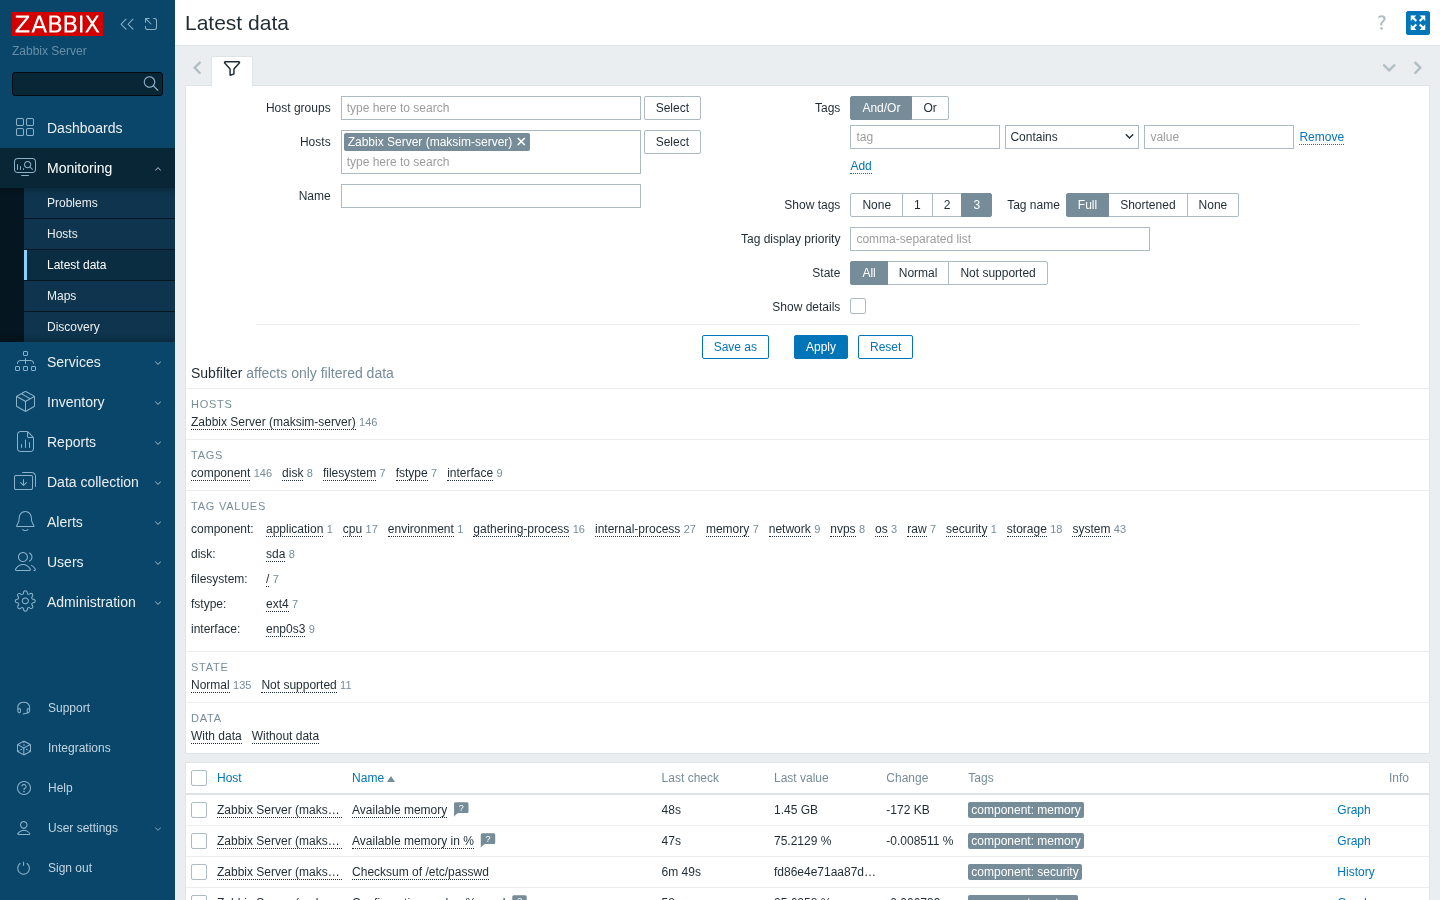 ZABBIX
Zabbix Server
Dashboards
Monitoring
Problems
Hosts
Latest data
Maps
Discovery
Services
Inventory
Reports
Data collection
Alerts
Users
Administration
Support
Integrations
Help
User settings
Sign out
Latest data
?
Host groups type here to search Select
Hosts Zabbix Server (maksim-server) Select
type here to search
Name
Tags And/Or Or
tag Contains value Remove
Add
Show tags None 1 2 3 Tag name Full Shortened None
Tag display priority comma-separated list
State All Normal Not supported
Show details
Save as Apply Reset
Subfilter affects only filtered data
HOSTS
Zabbix Server (maksim-server) 146
TAGS
component 146 disk 8 filesystem 7 fstype 7 interface 9
TAG VALUES
component: application 1 cpu 17 environment 1 gathering-process 16 internal-process 27 memory 7 network 9 nvps 8 os 3 raw 7 security 1 storage 18 system 43
disk: sda 8
filesystem: / 7
fstype: ext4 7
interface: enp0s3 9
STATE
Normal 135 Not supported 11
DATA
With data Without data
Host Name Last check Last value Change Tags Info
Zabbix Server (maks... Available memory ? 48s 1.45 GB -172 KB component: memory Graph
Zabbix Server (maks... Available memory in % ? 47s 75.2129 % -0.008511 % component: memory Graph
Zabbix Server (maks... Checksum of /etc/passwd 6m 49s fd86e4e71aa87d... component: security History